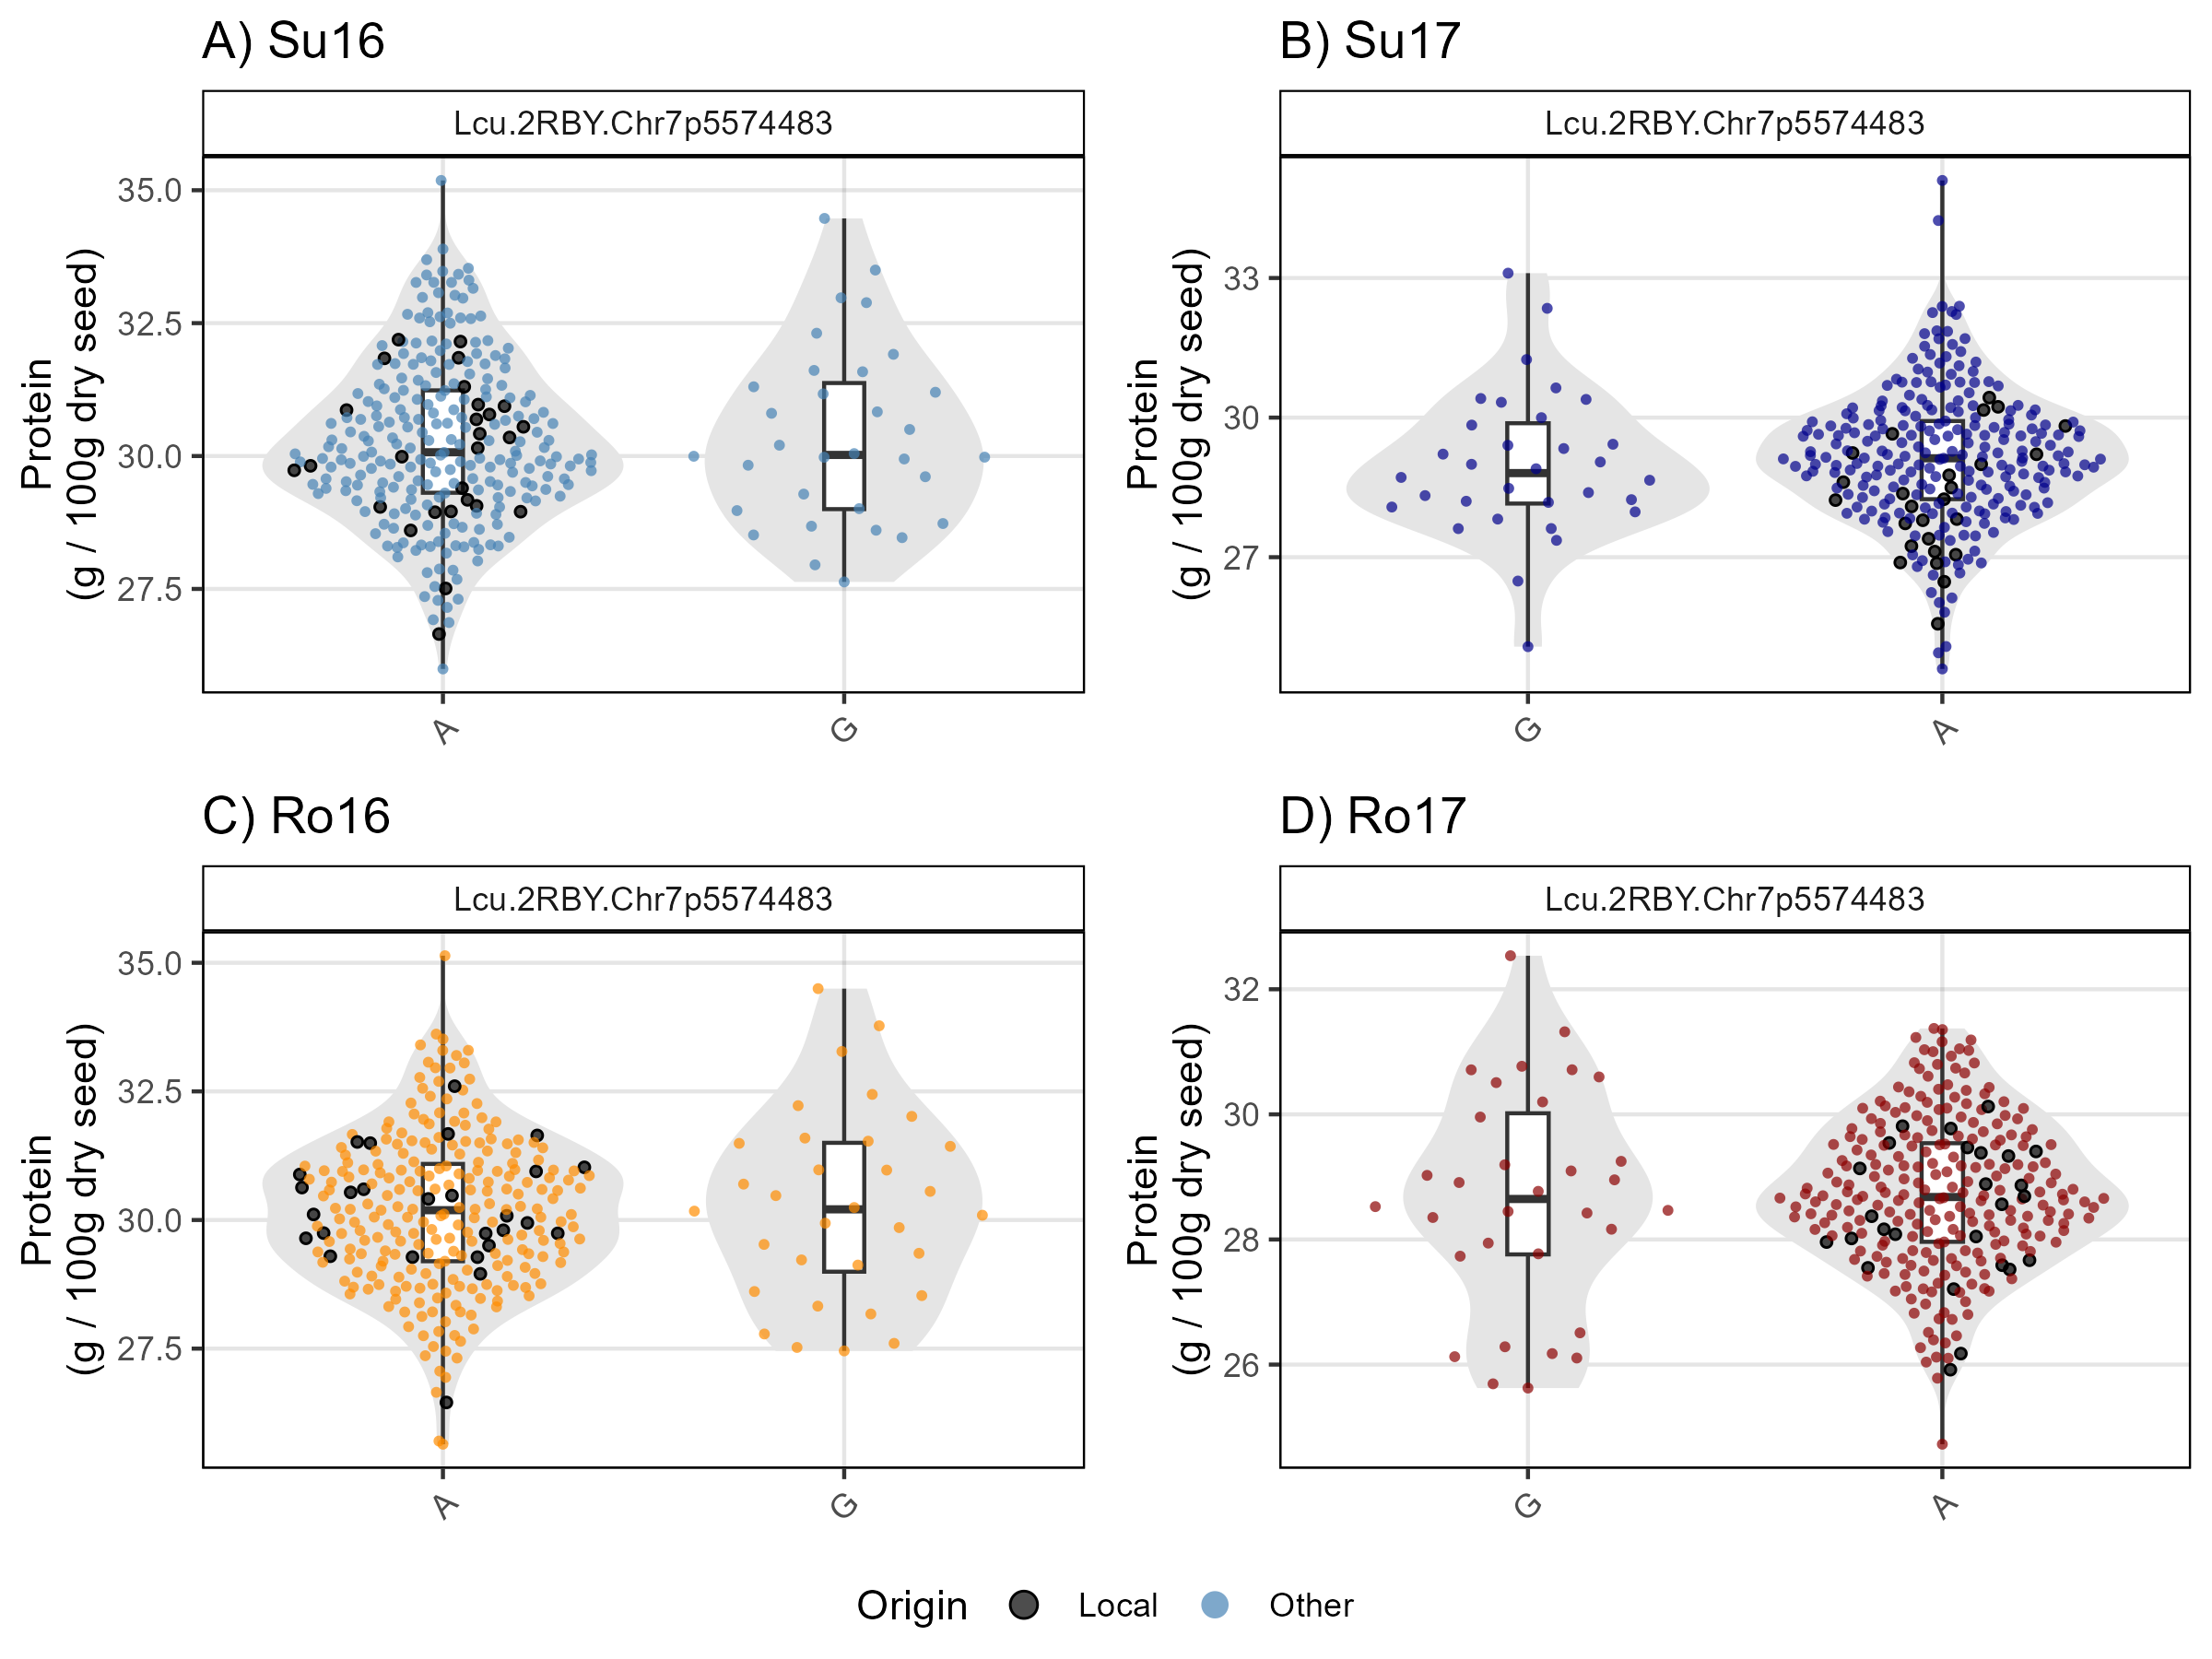 A) Su16
Lcu.2RBY.Chr7p5574483
Protein
(g / 100g dry seed)
35.0
32.5
30.0
27.5
A
G
B) Su17
Lcu.2RBY.Chr7p5574483
Protein
(g / 100g dry seed)
33
30
27
G
A
C) Ro16
Lcu.2RBY.Chr7p5574483
Protein
(g / 100g dry seed)
35.0
32.5
30.0
27.5
A
G
D) Ro17
Lcu.2RBY.Chr7p5574483
Protein
(g / 100g dry seed)
32
30
28
26
G
A
Origin Local Other